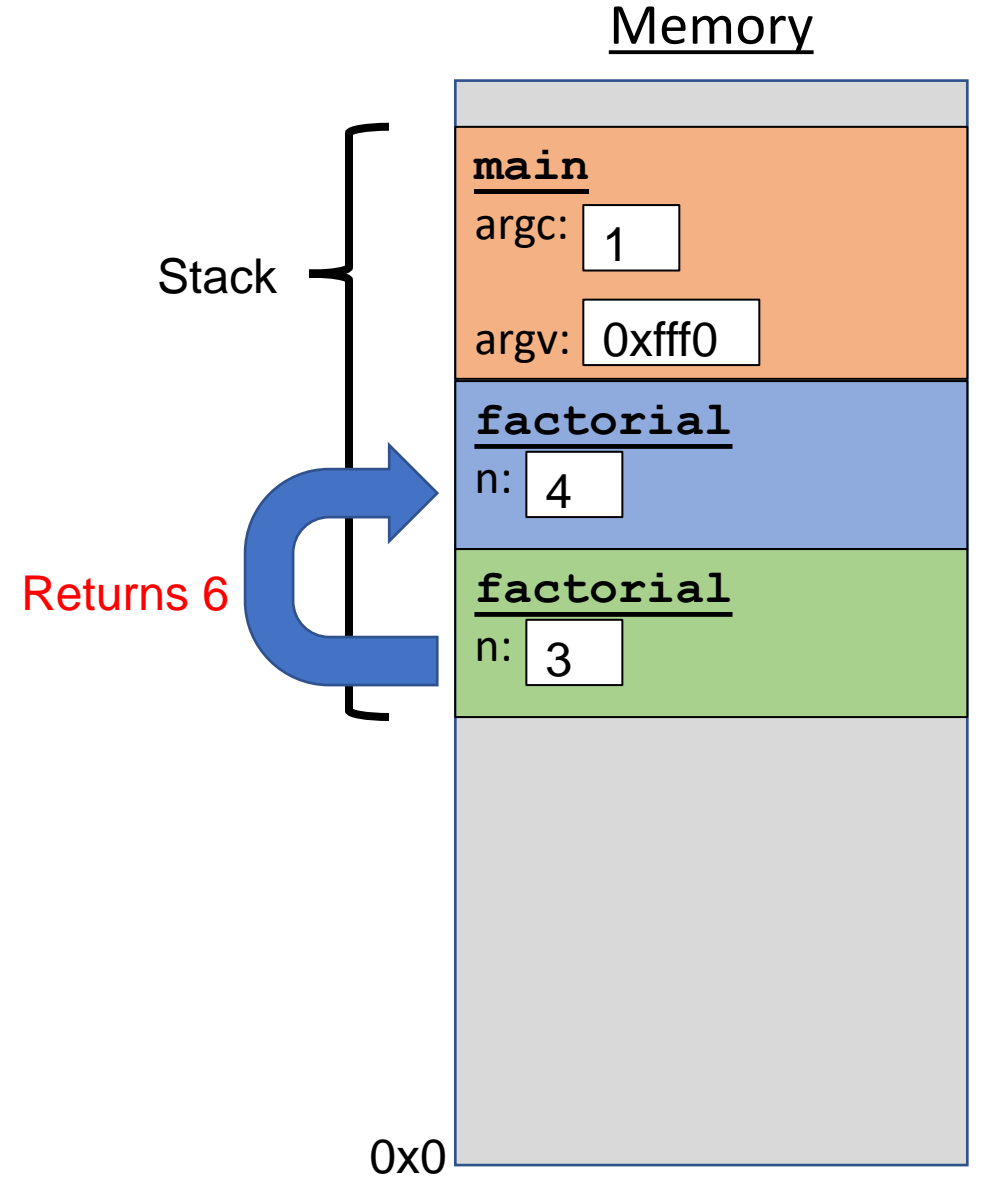 Memory
main
argc: 1
Stack
argv: 0xfff0
factorial
n: 4
Returns 6
factorial
n: 3
0x0